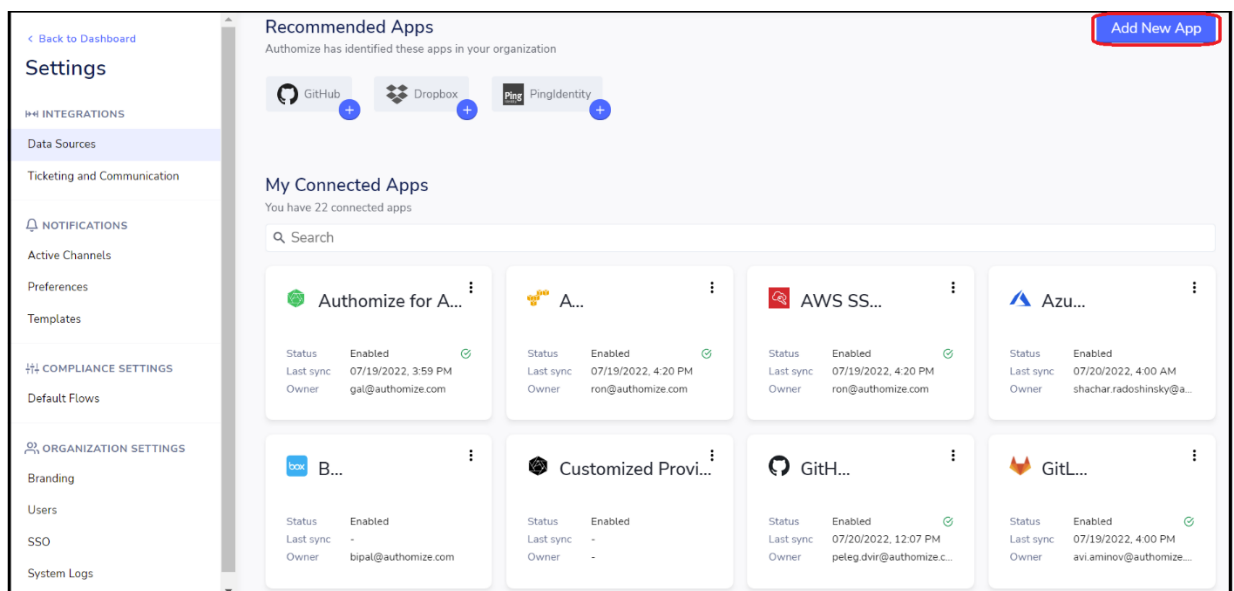 < Back to Dashboard
Settings
INTEGRATIONS
Data Sources
Ticketing and Communication
NOTIFICATIONS
Active Channels
Preferences
Templates
COMPLIANCE SETTINGS
Default Flows
ORGANIZATION SETTINGS
Branding
Users
SSO
System Logs
Recommended Apps
Add New App
Authomize has identified these apps in your organization
GitHub
Dropbox
Ping PingIdentity
My Connected Apps
You have 22 connected apps
Search
Authomize for A...
Status Enabled
Last sync 07/19/2022, 3:59 PM
Owner gal@authomize.com
A...
Status Enabled
Last sync 07/19/2022, 4:20 PM
Owner ron@authomize.com
AWS SS...
Status Enabled
Last sync 07/19/2022, 4:20 PM
Owner ron@authomize.com
Azu...
Status Enabled
Last sync 07/20/2022, 4:00 AM
Owner shachar.radoshinsky@a...
box B...
Status Enabled
Last sync -
Owner bipal@authomize.com
Customized Provi...
Status Enabled
Last sync -
Owner -
GitH...
Status Enabled
Last sync 07/20/2022, 12:07 PM
Owner peleg.dvir@authomize.c...
GitL...
Status Enabled
Last sync 07/19/2022, 4:00 PM
Owner avi.aminov@authomize....